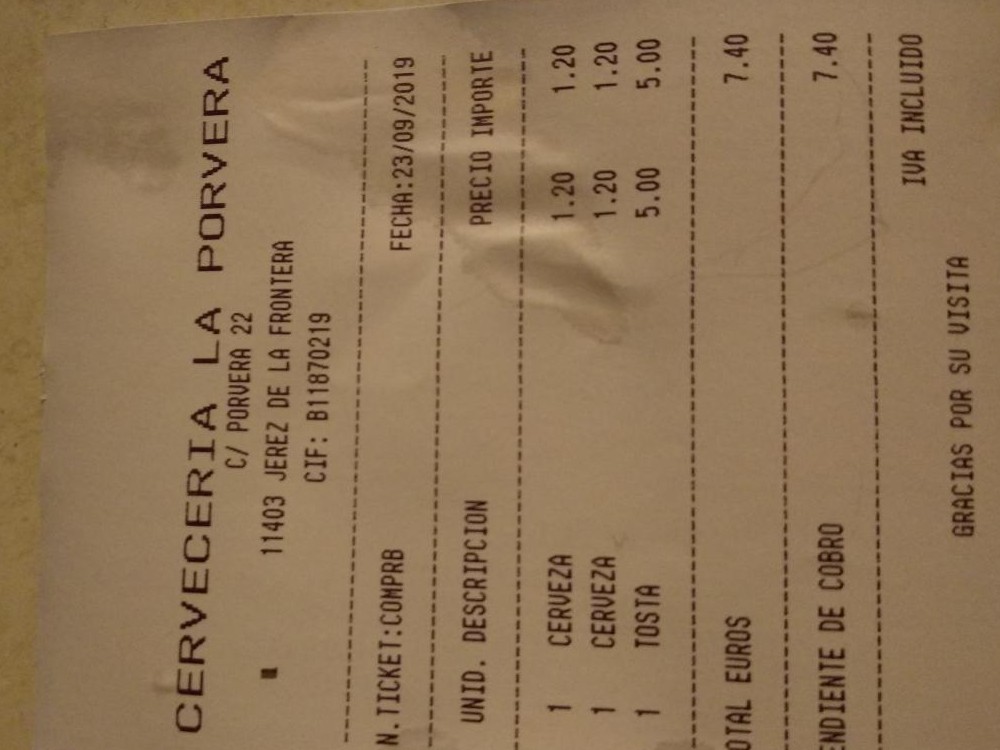 CERVECERIA LA PORVERA
C/ PORVERA 22
11403 JEREZ DE LA FRONTERA
CIF: B11870219
N.TICKET:COMPRB FECHA:23/09/2019
UNID. DESCRIPCION PRECIO IMPORTE
1 CERVEZA 1.20 1.20
1 CERVEZA 1.20 1.20
1 TOSTA 5.00 5.00
OTAL EUROS 7.40
ENDIENTE DE COBRO 7.40
IVA INCLUIDO
GRACIAS POR SU VISITA